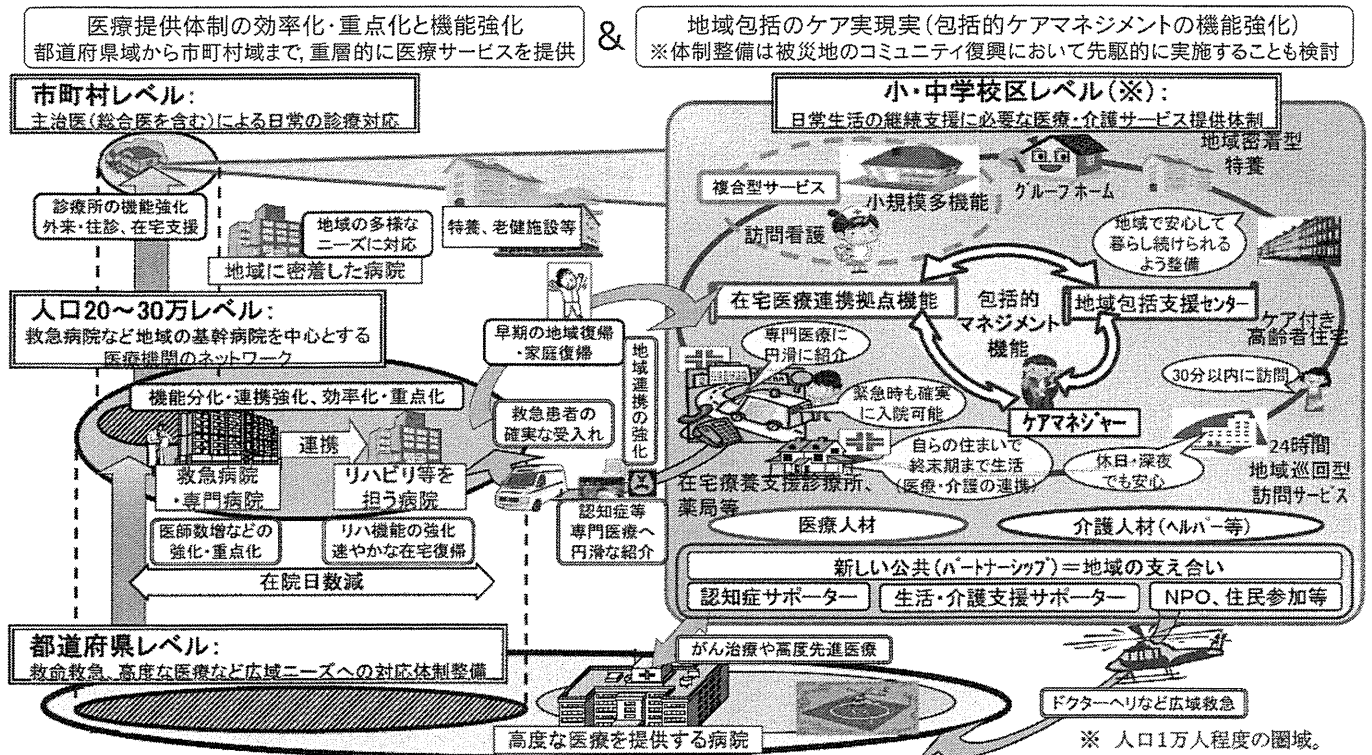 医療提供体制の効率化・重点化と機能強化
都道府県域から市町村域まで，重層的に医療サービスを提供
&
地域包括のケア実現実（包括的ケアマネジメントの機能強化）
※体制整備は被災地のコミュニティ復興において先駆的に実施することも検討
市町村レベル：
主治医（総合医を含む）による日常の診療対応
診療所の機能強化
外来・往診、在宅支援
地域の多様な
ニーズに対応
地域に密着した病院
特養、老健施設等
人口20～30万レベル：
救急病院など地域の基幹病院を中心とする
医療機関のネットワーク
早期の地域復帰
・家庭復帰
機能分化・連携強化、効率化・重点化
連携
救急病院
・専門病院
リハビリ等を
担う病院
医師数増などの
強化・重点化
リハ機能の強化
速やかな在宅復帰
在院日数減
救急患者の
確実な受入れ
地域連携の強化
認知症等
専門医療へ
円滑な紹介
都道府県レベル：
救命救急、高度な医療など広域ニーズへの対応体制整備
高度な医療を提供する病院
がん治療や高度先進医療
ドクターヘリなど広域救急
※ 人口1万人程度の圏域。
小・中学校区レベル（※）：
日常生活の継続支援に必要な医療・介護サービス提供体制
複合型サービス
小規模多機能
訪問看護
グループホーム
地域密着型
特養
地域で安心して
暮らし続けられる
よう整備
在宅医療連携拠点機能
包括的
マネジメント
機能
地域包括支援センター
ケア付き
高齢者住宅
専門医療に
円滑に紹介
緊急時も確実
に入院可能
ケアマネジャー
30分以内に訪問
自らの住まいで
終末期まで生活
（医療・介護の連携）
休日・深夜
でも安心
24時間
地域巡回型
訪問サービス
在宅療養支援診療所、
薬局等
医療人材
介護人材（ヘルパー等）
新しい公共（パートナーシップ）＝地域の支え合い
認知症サポーター
生活・介護支援サポーター
NPO、住民参加等